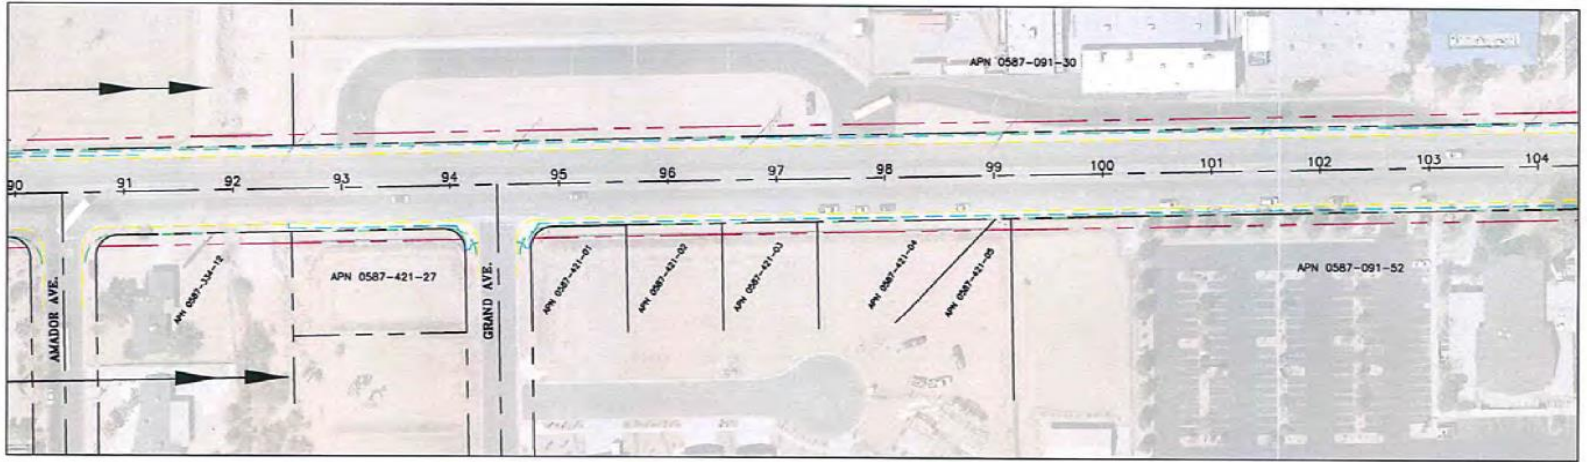 APN 0587-091-30
90
91
92
93
94
95
96
97
98
99
100
101
102
103
104
AMADOR AVE.
APN 0587-334-12
APN 0587-421-27
GRAND AVE.
APN 0587-421-01
APN 0587-421-02
APN 0587-421-03
APN 0587-421-04
APN 0587-421-05
APN 0587-091-52